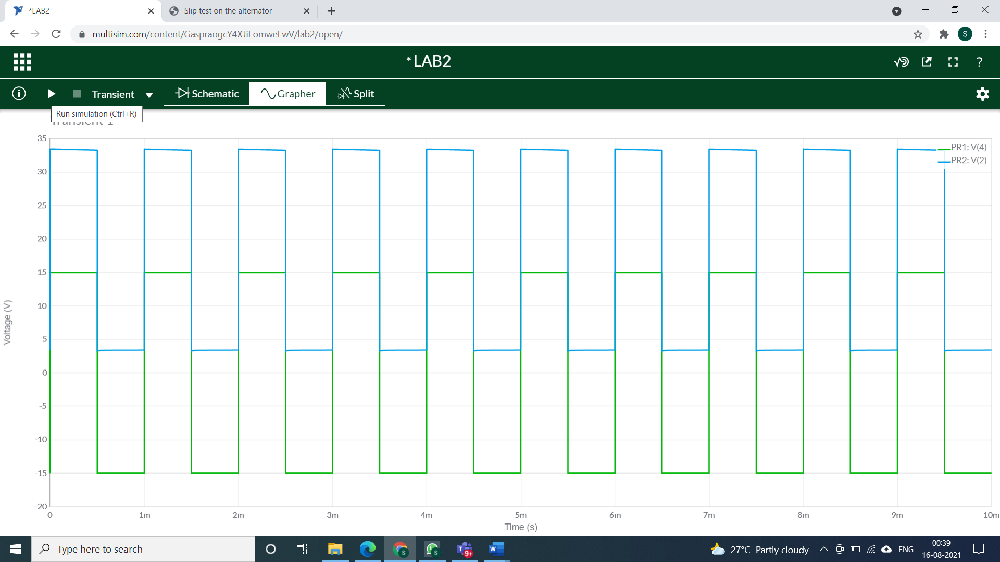 *LAB2
Slip test on the alternator
multisim.com/content/GaspraogcY4XJiEomweFwV/lab2/open/
S
*LAB2
?
Transient
Schematic
Grapher
Split
Run simulation (Ctrl+R)
Transient 1
PR1: V(4)
PR2: V(2)
35
30
25
20
15
10
5
0
-5
-10
-15
-20
Voltage (V)
0
1m
2m
3m
4m
5m
6m
7m
8m
9m
10m
Time (s)
Type here to search
S
S
9+
W
27°C Partly cloudy
ENG
00:39
16-08-2021